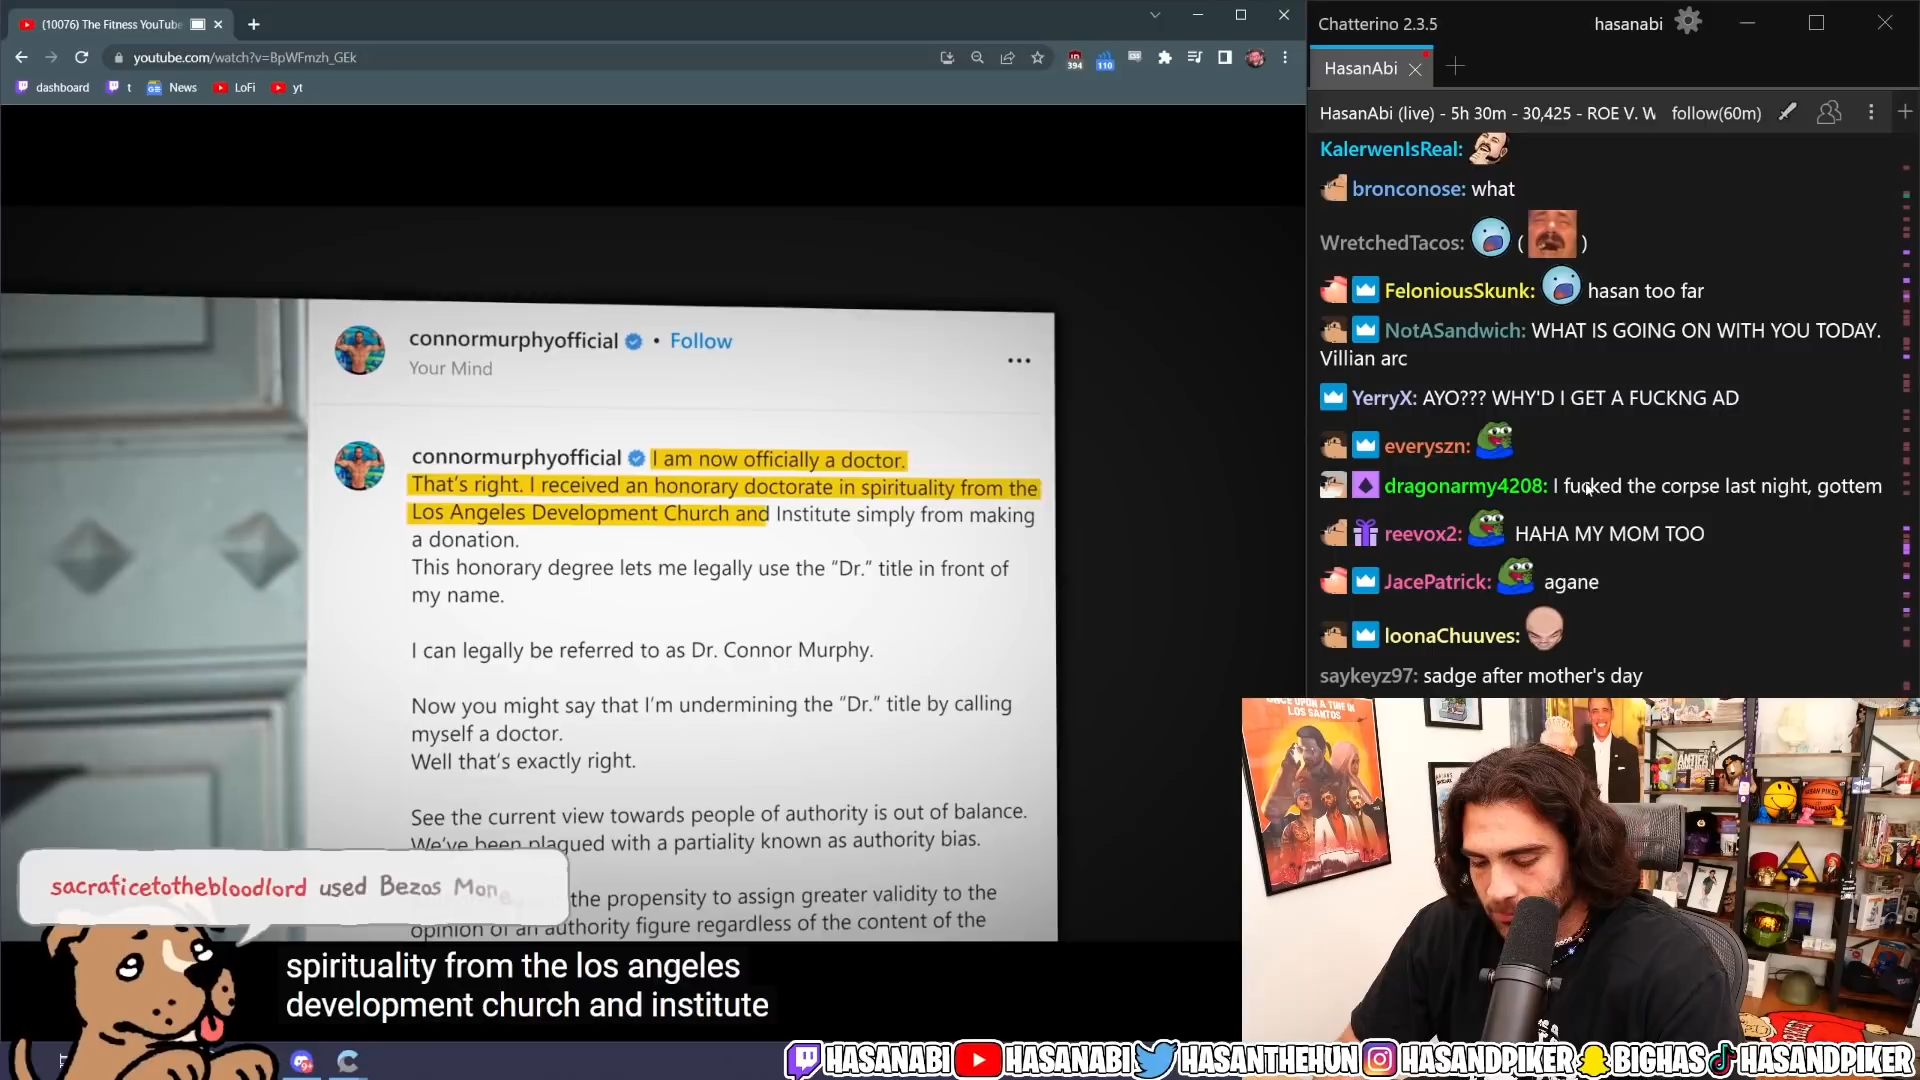 (10076) The Fitness YouTube
youtube.com/watch?v=BpWFmzh_GEk
394
110
dashboard
t
News
LoFi
yt
connormurphyofficial • Follow
Your Mind
connormurphyofficial I am now officially a doctor.
That's right. I received an honorary doctorate in spirituality from the
Los Angeles Development Church and Institute simply from making
a donation.
This honorary degree lets me legally use the “Dr.” title in front of
my name.
I can legally be referred to as Dr. Connor Murphy.
Now you might say that I'm undermining the “Dr.” title by calling
myself a doctor.
Well that's exactly right.
See the current view towards people of authority is out of balance.
We've been plagued with a partiality known as authority bias.
the propensity to assign greater validity to the
opinion of an authority figure regardless of the content of the
sacraficetothebloodlord used Bezos Mone
spirituality from the los angeles
development church and institute
Chatterino 2.3.5
hasanabi
HasanAbi
HasanAbi (live) - 5h 30m - 30,425 - ROE V. W
follow(60m)
KalerwenIsReal:
bronconose: what
WretchedTacos: ( )
FeloniousSkunk: hasan too far
NotASandwich: WHAT IS GOING ON WITH YOU TODAY.
Villian arc
YerryX: AYO??? WHY'D I GET A FUCKNG AD
everyszn:
dragonarmy4208: I fucked the corpse last night, gottem
reevox2: HAHA MY MOM TOO
JacePatrick: agane
loonaChuuves:
saykeyz97: sadge after mother's day
ONCE UPON A TIME IN
LOS SANTOS
ANTIFA
HASANABI
HASANABI
HASANTHEHUN
HASANDPIKER
BIGHAS
HASANDPIKER